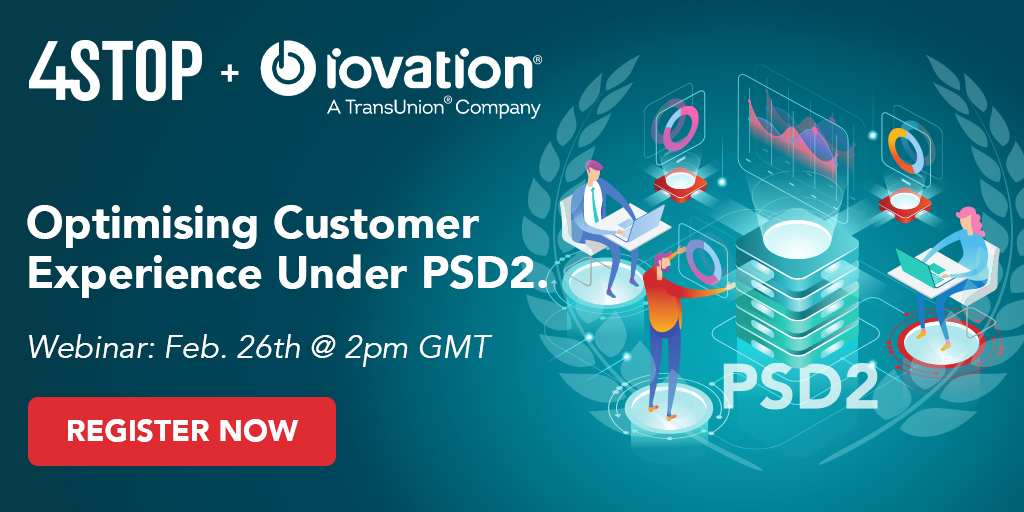 4STOP + iovation®
A TransUnion® Company
Optimising Customer
Experience Under PSD2.
Webinar: Feb. 26th @ 2pm GMT
REGISTER NOW
PSD2